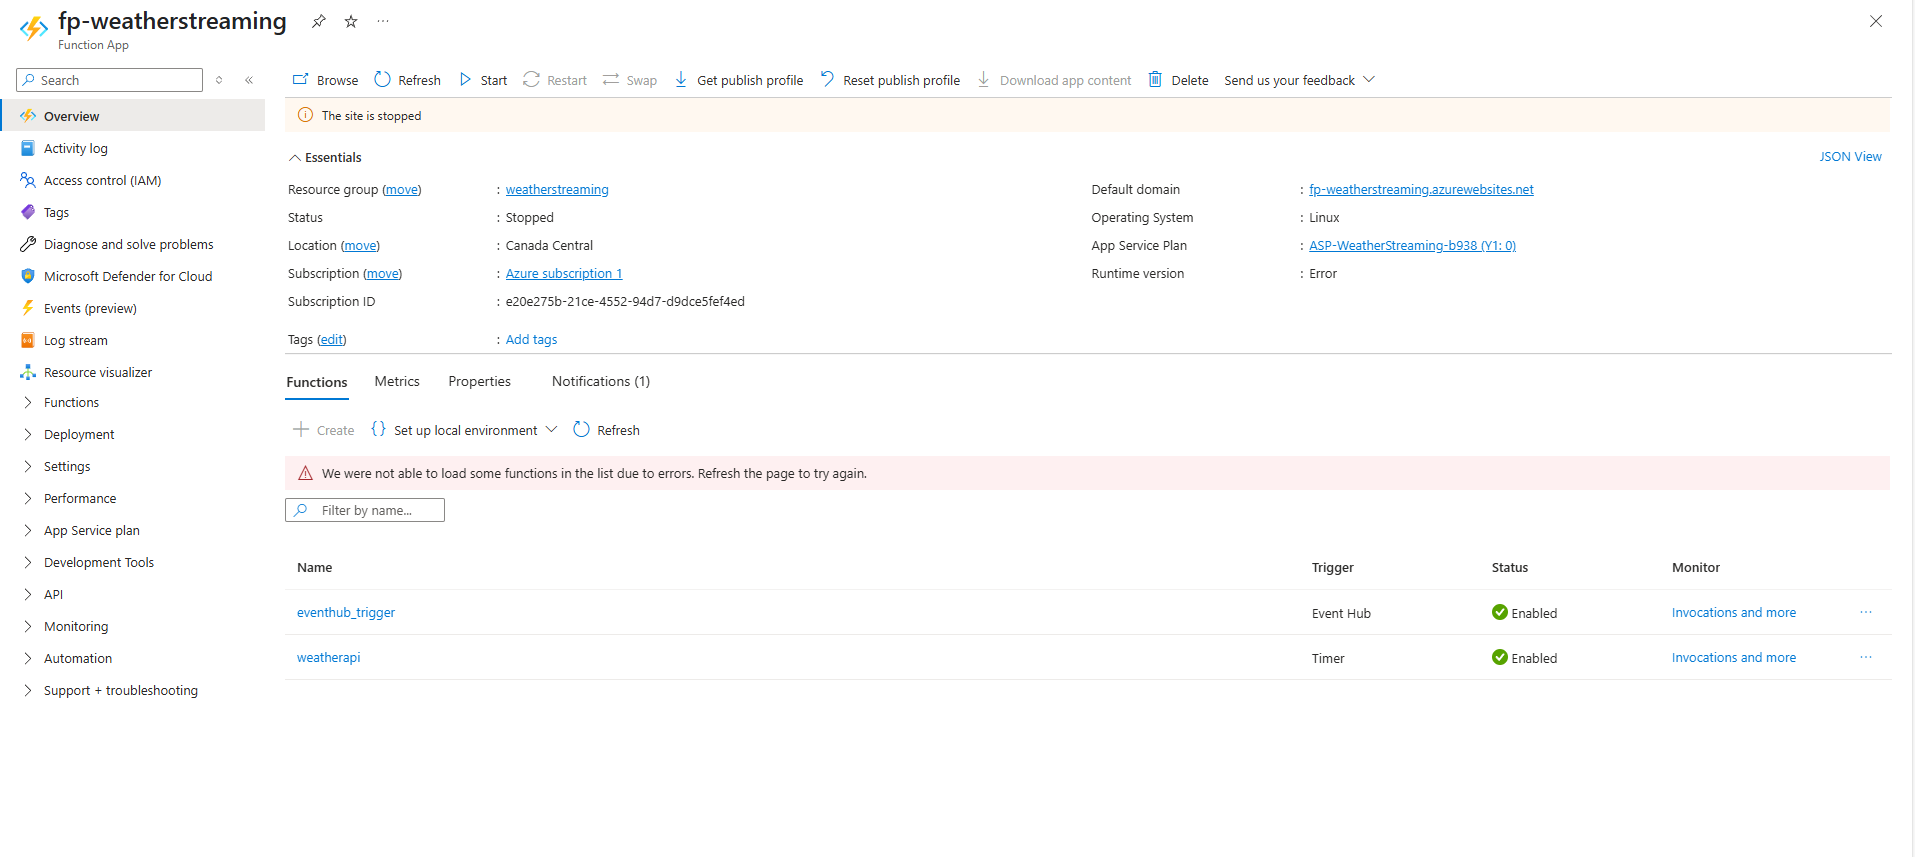 fp-weatherstreaming
Function App
Search
Browse Refresh Start Restart Swap Get publish profile Reset publish profile Download app content Delete Send us your feedback
Overview
The site is stopped
Activity log
Essentials JSON View
Access control (IAM)
Resource group (move) : weatherstreaming Default domain : fp-weatherstreaming.azurewebsites.net
Tags
Status : Stopped Operating System : Linux
Diagnose and solve problems
Location (move) : Canada Central App Service Plan : ASP-WeatherStreaming-b938 (Y1: 0)
Microsoft Defender for Cloud
Subscription (move) : Azure subscription 1 Runtime version : Error
Events (preview)
Subscription ID : e20e275b-21ce-4552-94d7-d9dce5fef4ed
Log stream
Tags (edit) : Add tags
Resource visualizer
Functions Metrics Properties Notifications (1)
Functions
Deployment
Create Set up local environment Refresh
Settings
We were not able to load some functions in the list due to errors. Refresh the page to try again.
Performance
Filter by name...
App Service plan
Development Tools
Name Trigger Status Monitor
API
eventhub_trigger Event Hub Enabled Invocations and more
Monitoring
Automation
weatherapi Timer Enabled Invocations and more
Support + troubleshooting